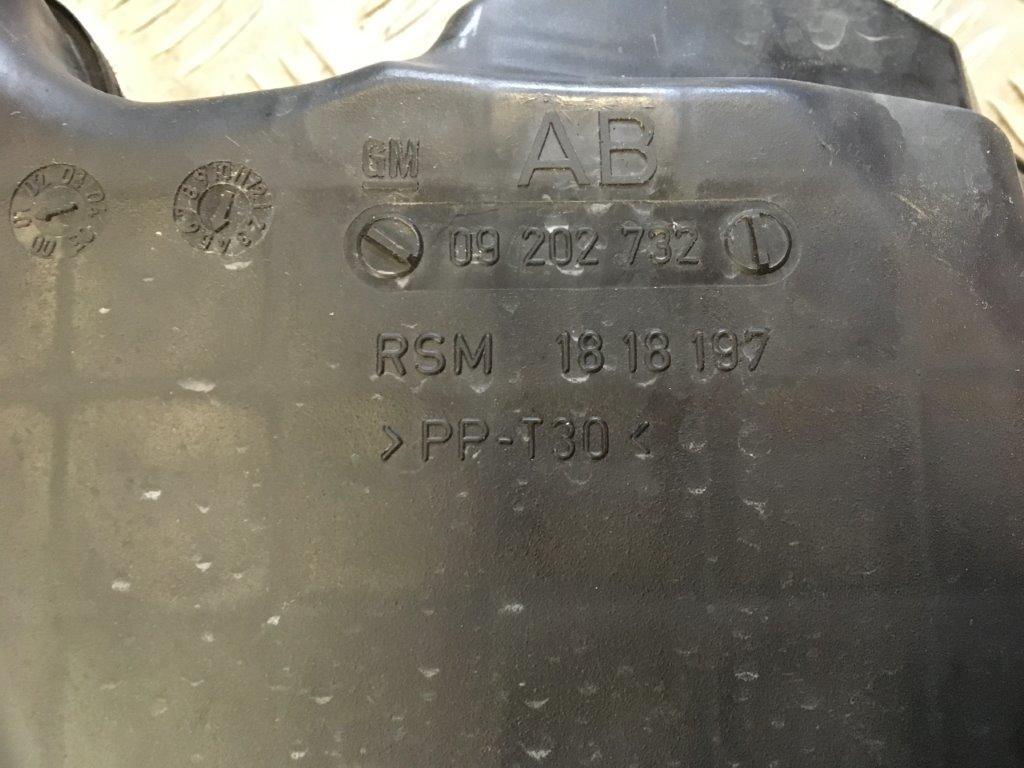 GM AB
09 202 732
RSM 18 18 197
>PP-T30<